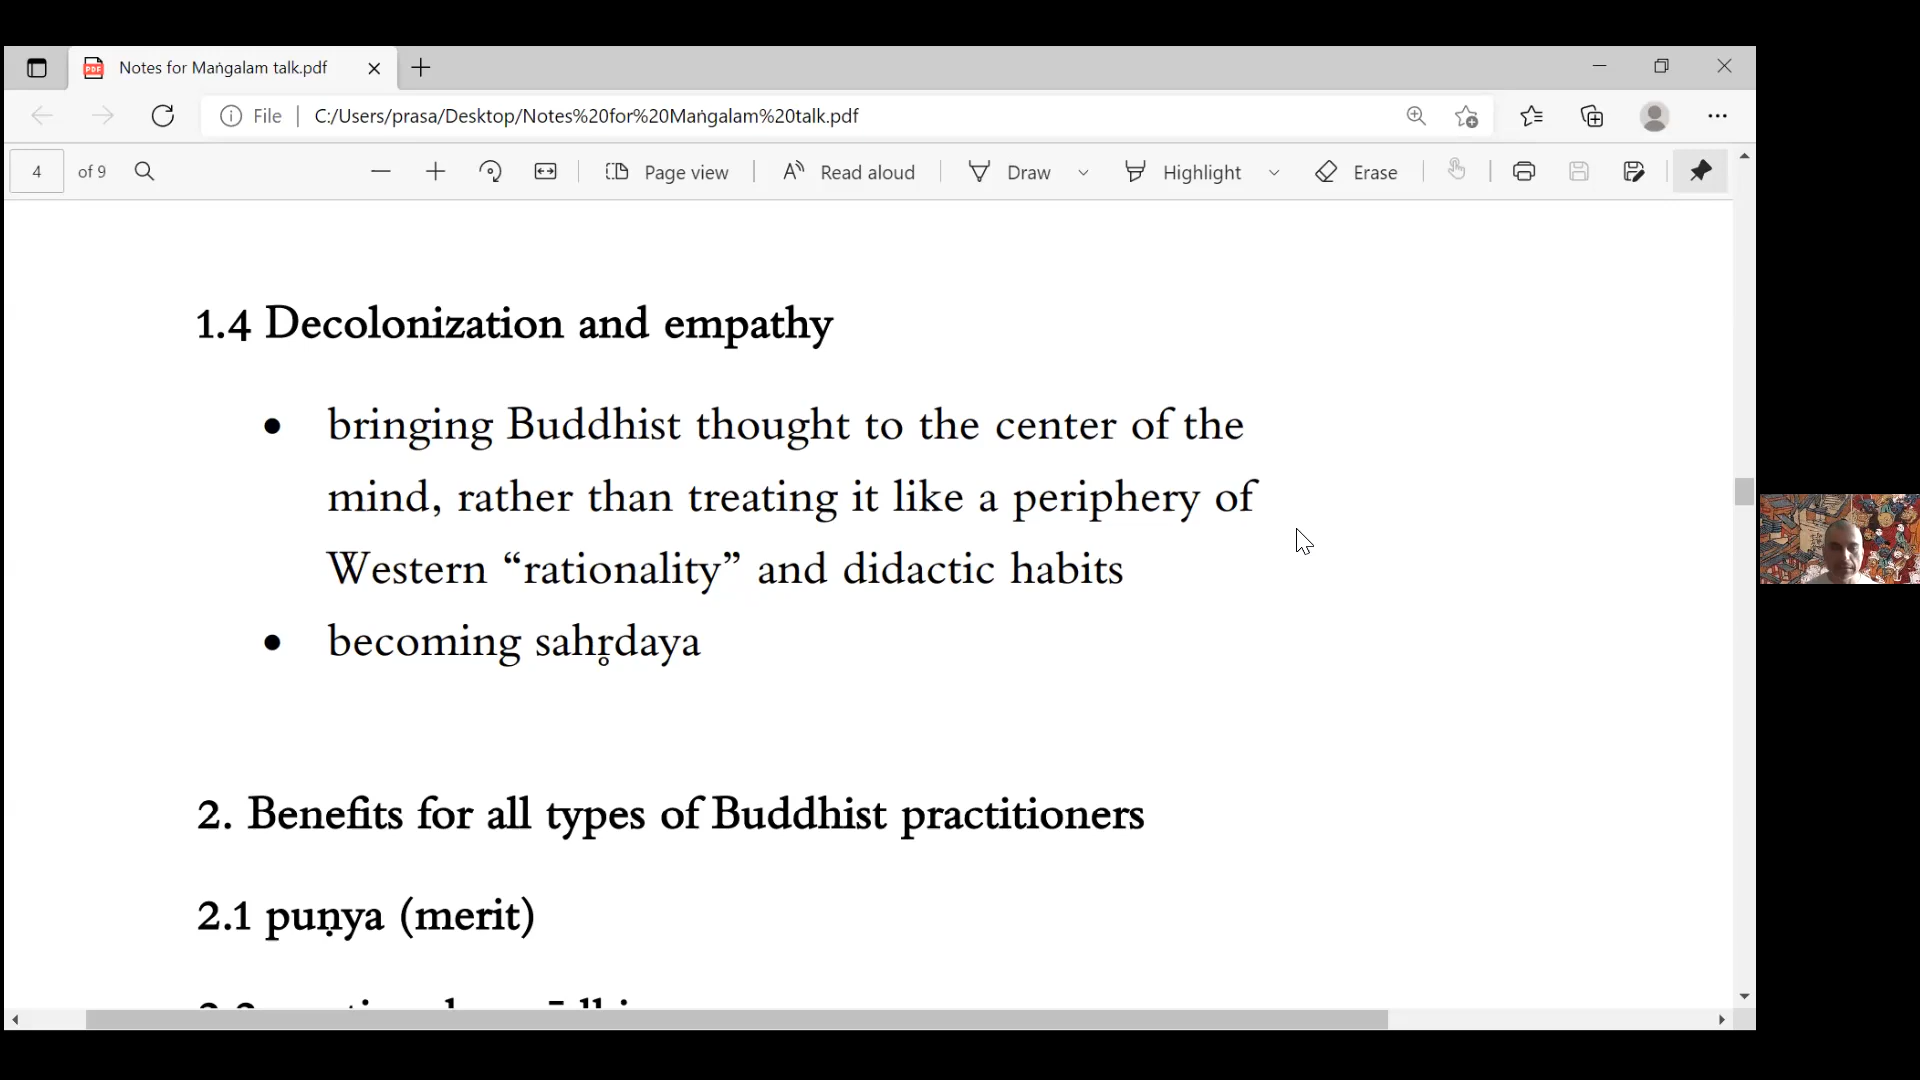 Notes for Maṅgalam talk.pdf
File
C:/Users/prasa/Desktop/Notes%20for%20Maṅgalam%20talk.pdf
4 of 9
Page view
Read aloud
Draw
Highlight
Erase
1.4 Decolonization and empathy
• bringing Buddhist thought to the center of the
mind, rather than treating it like a periphery of
Western “rationality” and didactic habits
• becoming sahr̥daya
2. Benefits for all types of Buddhist practitioners
2.1 puṇya (merit)